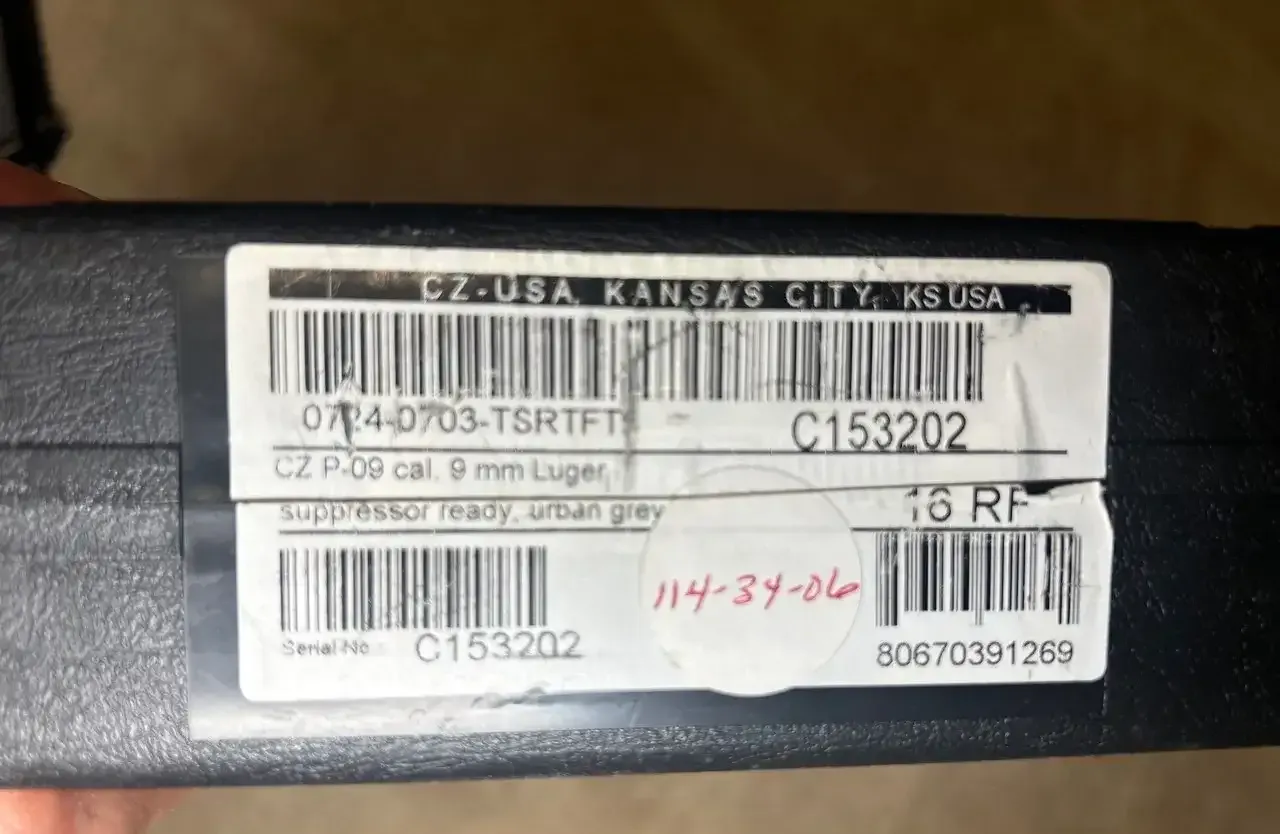 CZ-USA, KANSAS CITY, KS USA
0724-0703-TSRTFT
C153202
CZ P-09 cal. 9 mm Luger,
suppressor ready, urban grey
16 RF
114-34-06
Serial No.: C153202
80670391269